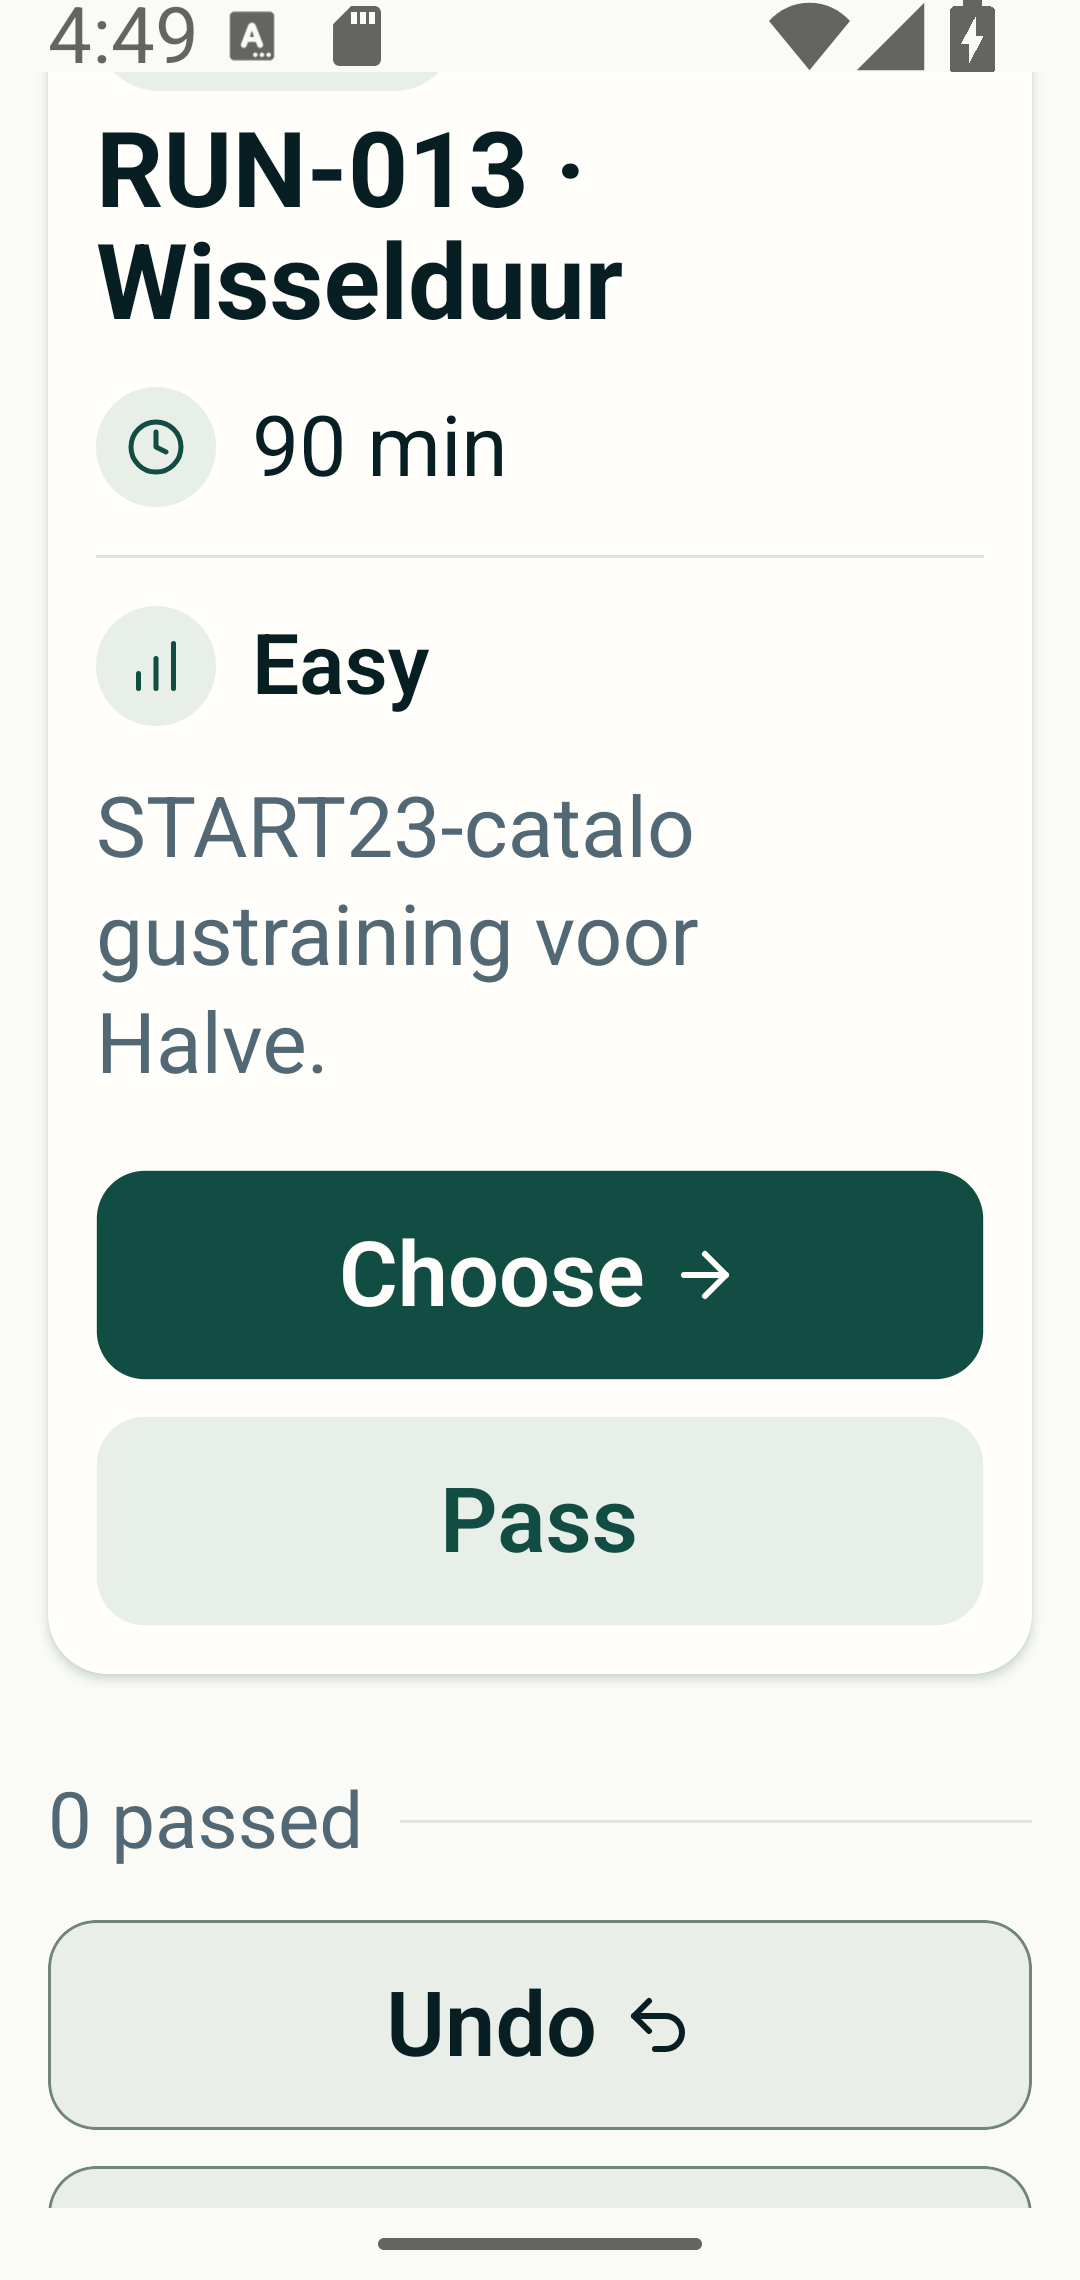 4:49
RUN-013 ·
Wisselduur
90 min
Easy
START23-catalo
gustraining voor
Halve.
Choose →
Pass
0 passed
Undo